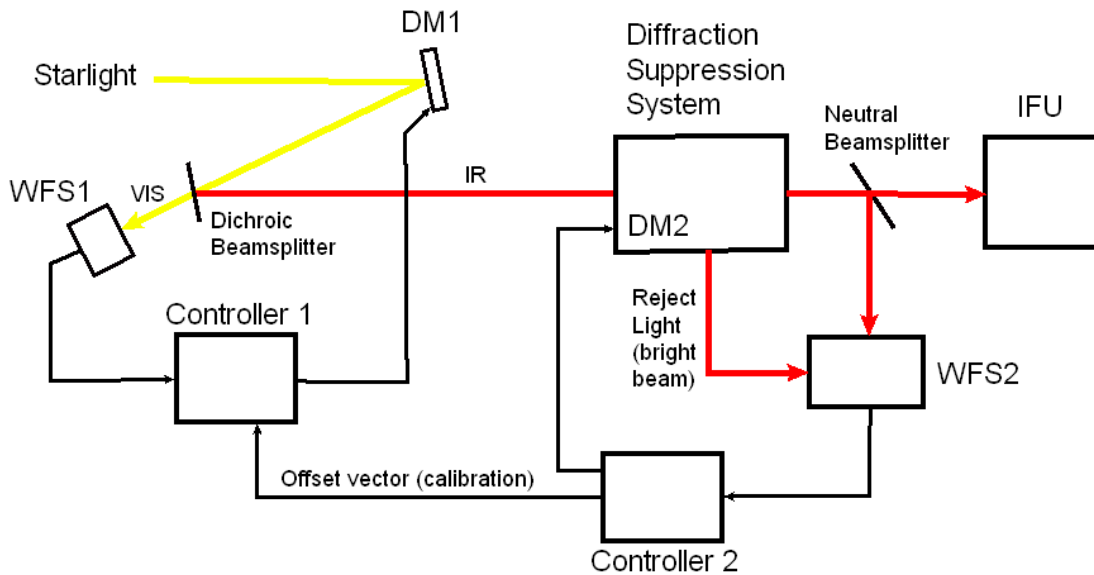 DM1
Starlight
Diffraction
Suppression
System
Neutral
Beamsplitter
IFU
WFS1
VIS
IR
Dichroic
Beamsplitter
DM2
Reject
Light
(bright
beam)
Controller 1
WFS2
Offset vector (calibration)
Controller 2